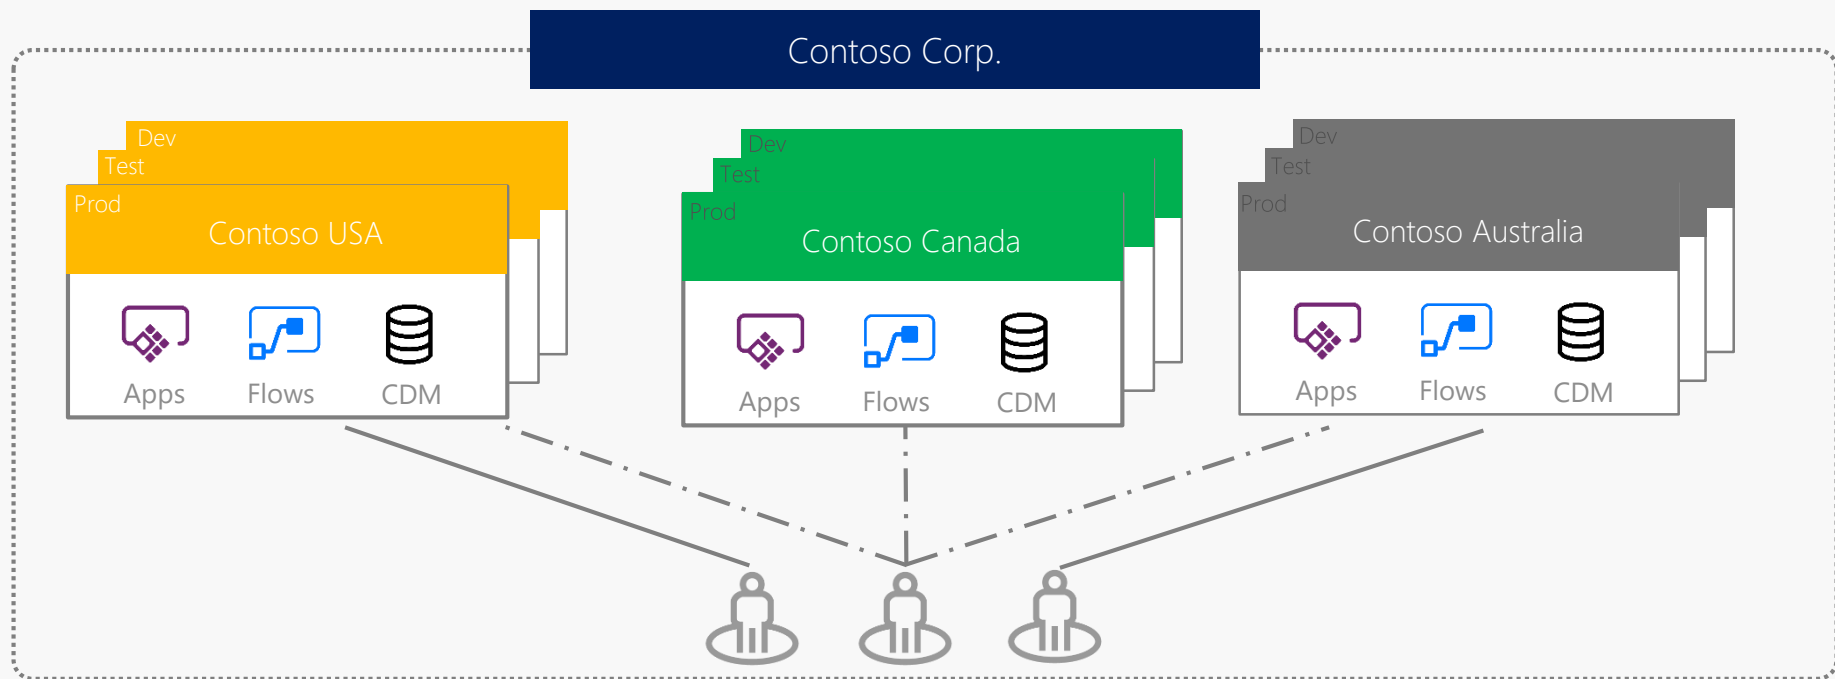 Contoso Corp.
Dev
Test
Prod
Contoso USA
Apps
Flows
CDM
Dev
Test
Prod
Contoso Canada
Apps
Flows
CDM
Dev
Test
Prod
Contoso Australia
Apps
Flows
CDM